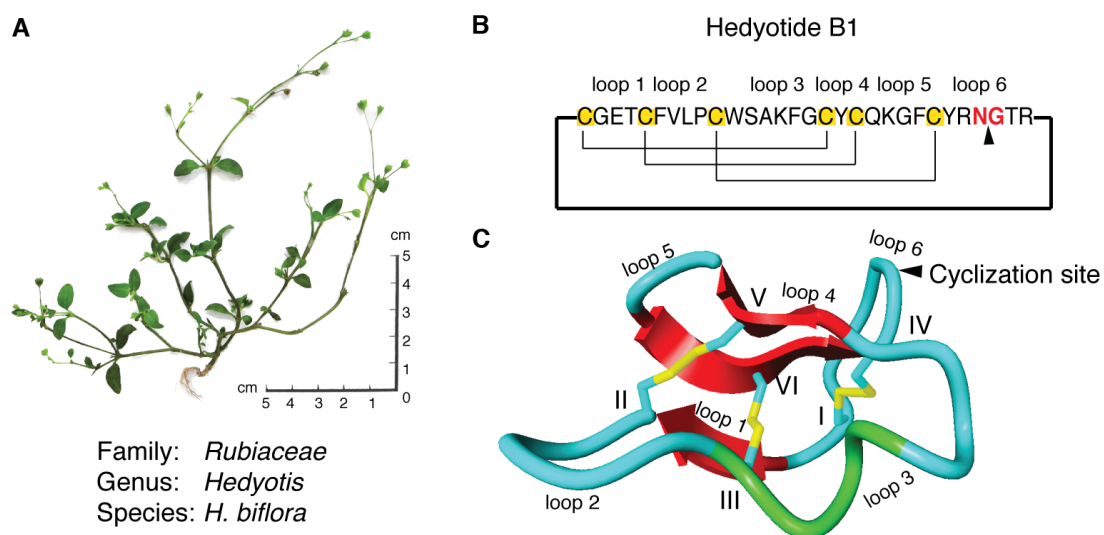 A
cm
5
4
3
2
1
0
cm
5 4 3 2 1
Family: Rubiaceae
Genus: Hedyotis
Species: H. biflora
B
Hedyotide B1
loop 1 loop 2 loop 3 loop 4 loop 5 loop 6
CGETCFVLPCWSAKFGCYCQKGFCYRNGTR
C
loop 5
loop 6
Cyclization site
V
loop 4
IV
II
VI
I
loop 1
loop 2
III
loop 3